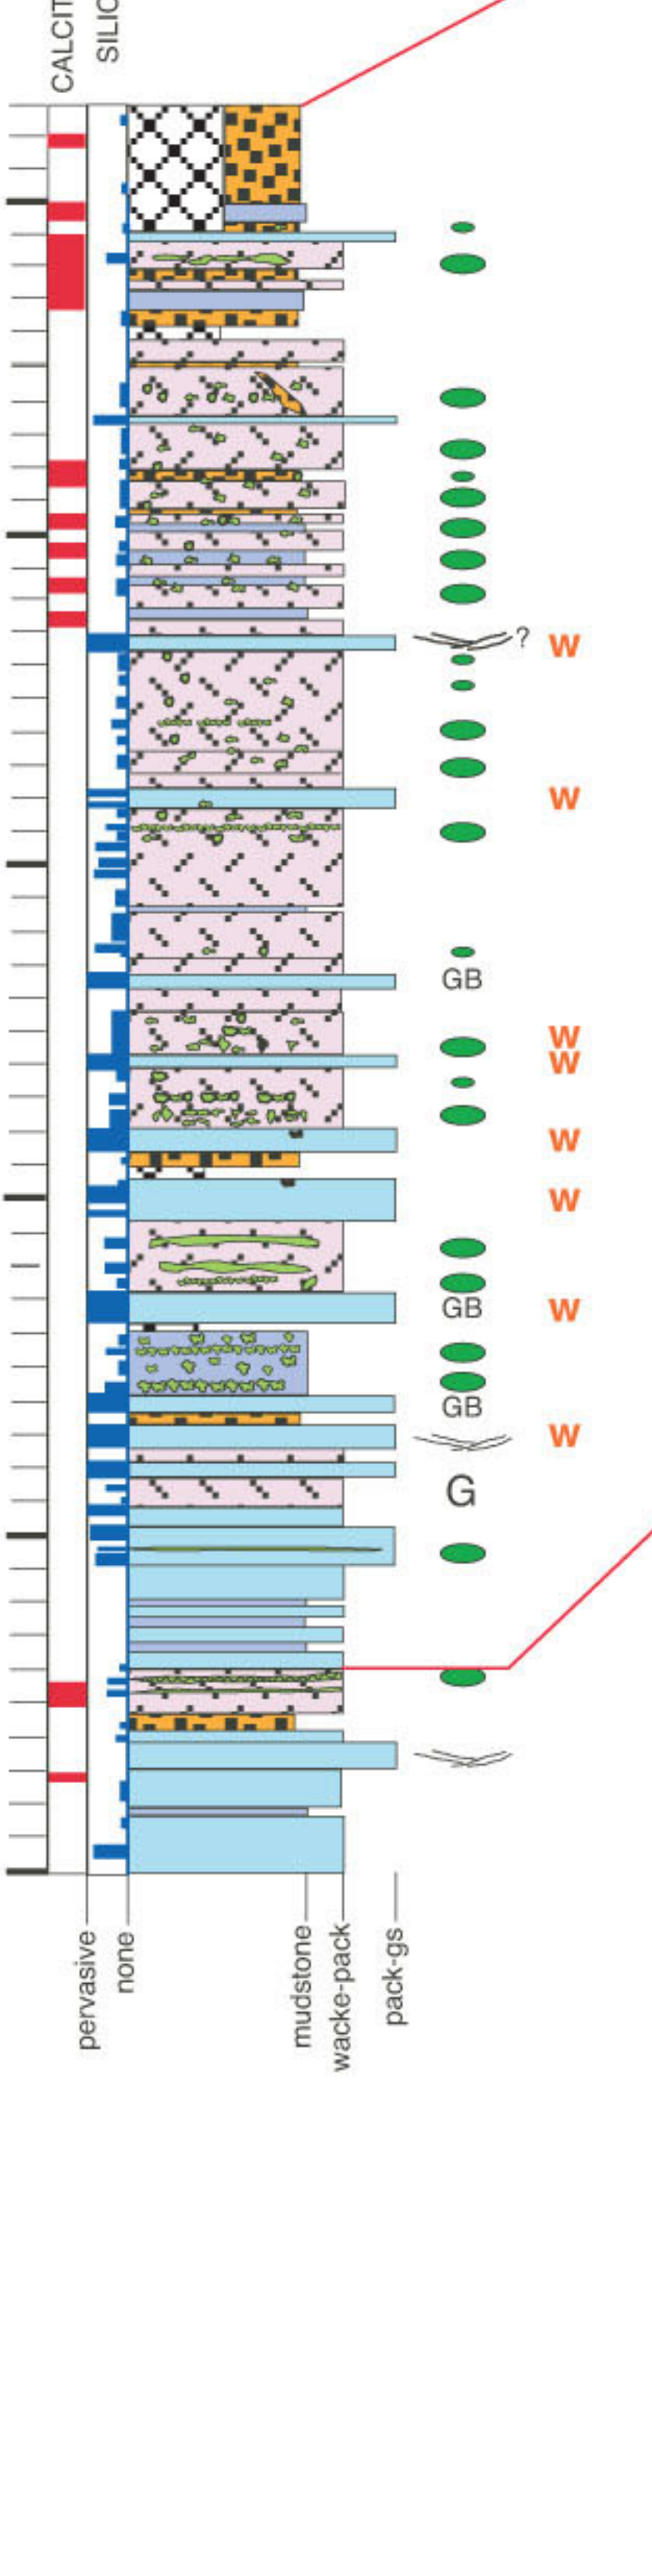 CALCIT
SILIC
?
W
W
GB
W
W
W
W
GB
W
GB
W
G
pervasive
none
mudstone
wacke-pack
pack-gs